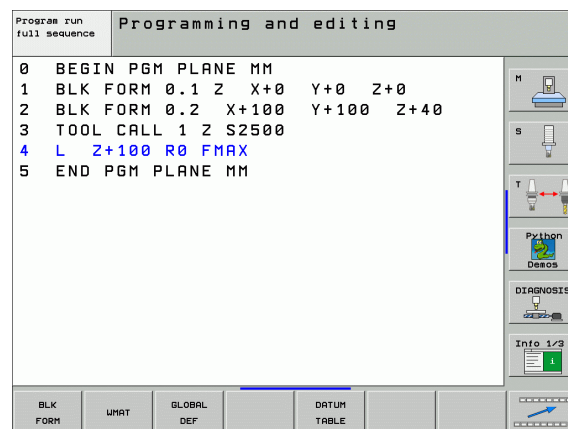 Program run
full sequence
Programming and editing
0 BEGIN PGM PLANE MM
1 BLK FORM 0.1 Z X+0 Y+0 Z+0
2 BLK FORM 0.2 X+100 Y+100 Z+40
3 TOOL CALL 1 Z S2500
4 L Z+100 R0 FMAX
5 END PGM PLANE MM
M
S
T
Python
Demos
DIAGNOSIS
Info 1/3
i
BLK
FORM
WMAT
GLOBAL
DEF
DATUM
TABLE